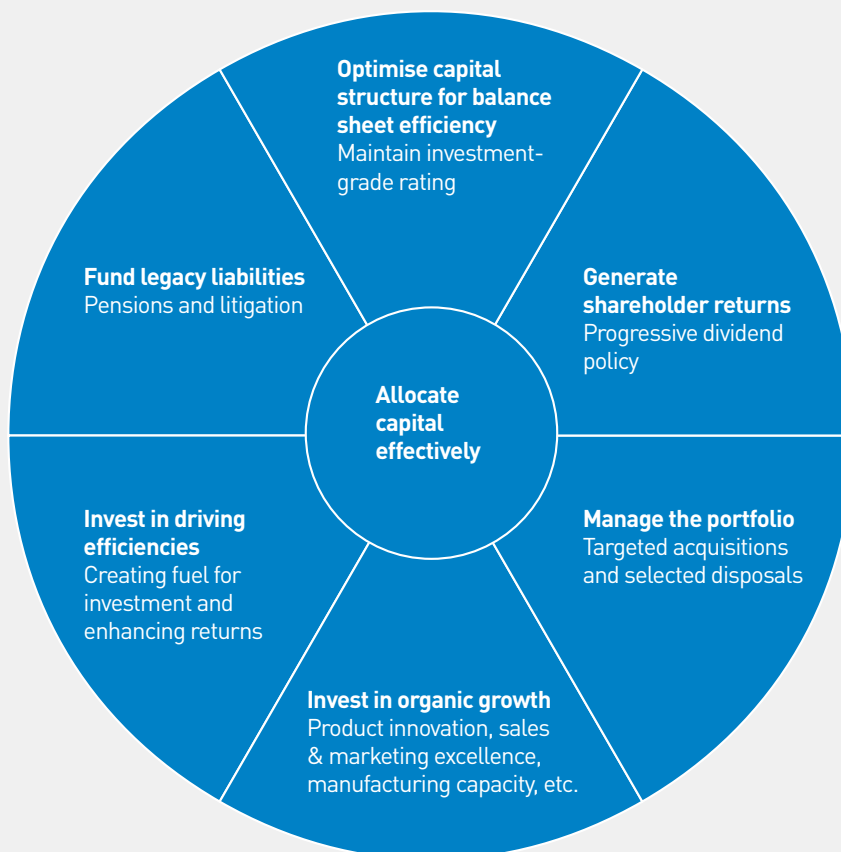 Optimise capital
structure for balance
sheet efficiency
Maintain investment-
grade rating
Generate
shareholder returns
Progressive dividend
policy
Manage the portfolio
Targeted acquisitions
and selected disposals
Invest in organic growth
Product innovation, sales
& marketing excellence,
manufacturing capacity, etc.
Invest in driving
efficiencies
Creating fuel for
investment and
enhancing returns
Fund legacy liabilities
Pensions and litigation
Allocate
capital
effectively